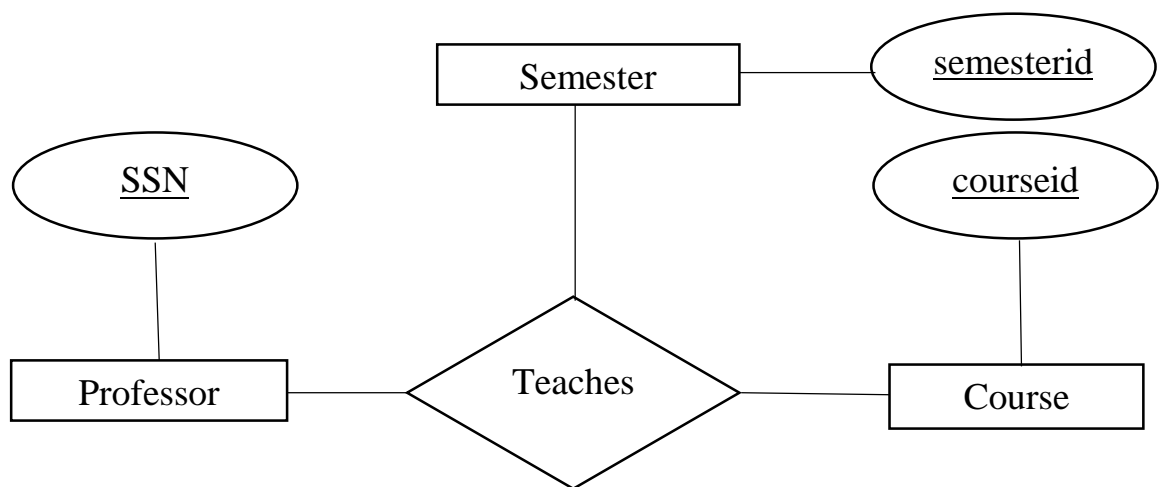 Semester
semesterid
SSN
courseid
Professor
Teaches
Course